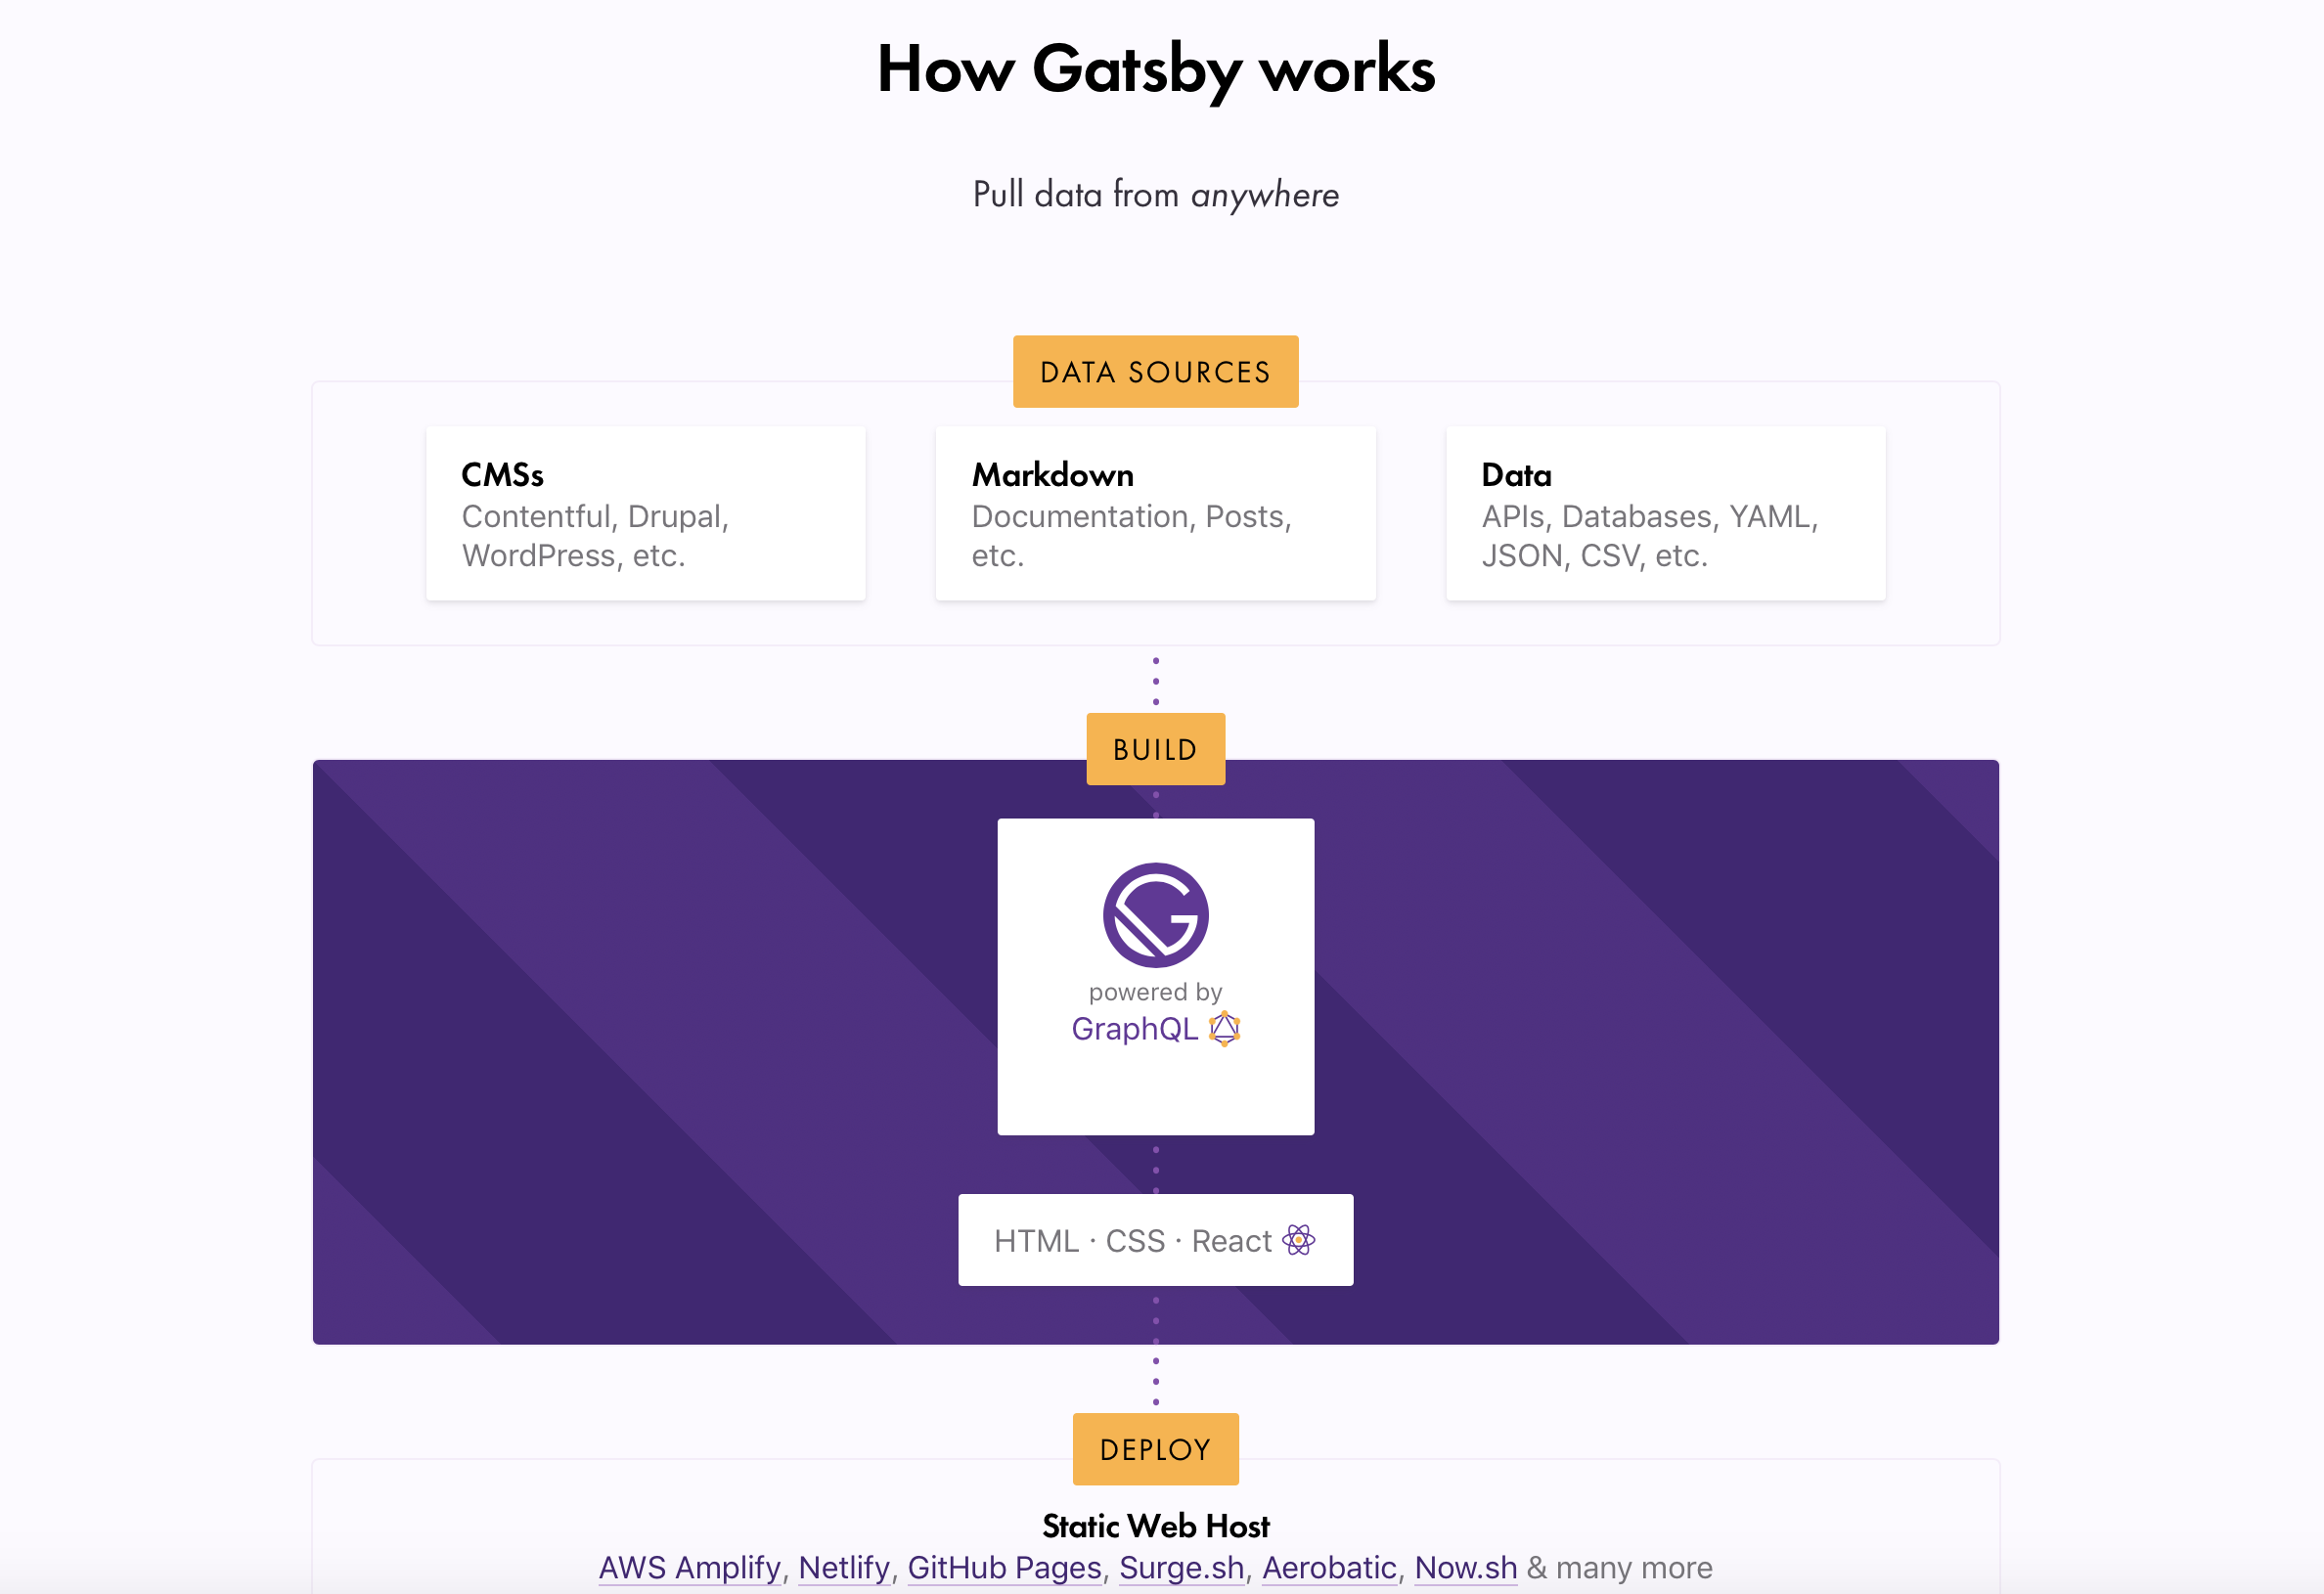 How Gatsby works
Pull data from anywhere
DATA SOURCES
CMSs
Contentful, Drupal,
WordPress, etc.
Markdown
Documentation, Posts,
etc.
Data
APIs, Databases, YAML,
JSON, CSV, etc.
BUILD
powered by
GraphQL
HTML · CSS · React
DEPLOY
Static Web Host
AWS Amplify, Netlify, GitHub Pages, Surge.sh, Aerobatic, Now.sh & many more